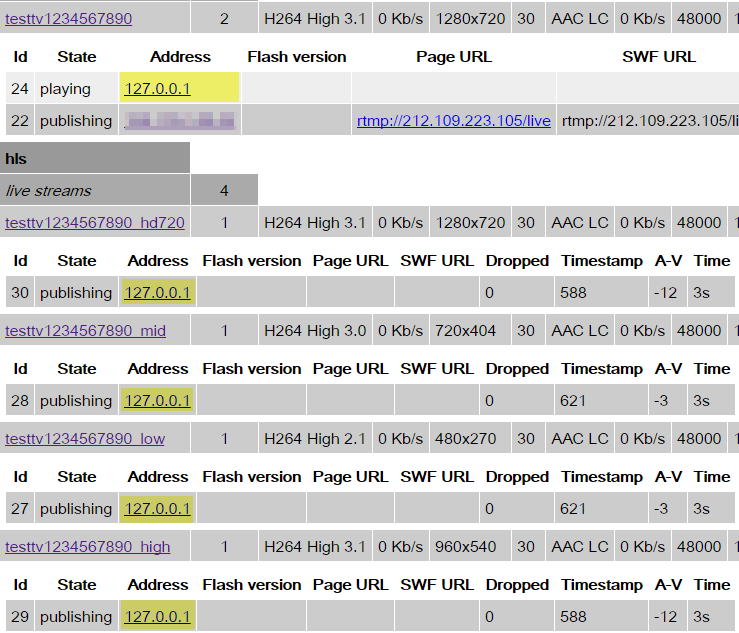 testtv1234567890 2 H264 High 3.1 0 Kb/s 1280x720 30 AAC LC 0 Kb/s 48000
Id State Address Flash version Page URL SWF URL
24 playing 127.0.0.1
22 publishing rtmp://212.109.223.105/live rtmp://212.109.223.105/li
hls
live streams 4
testtv1234567890_hd720 1 H264 High 3.1 0 Kb/s 1280x720 30 AAC LC 0 Kb/s 48000
Id State Address Flash version Page URL SWF URL Dropped Timestamp A-V Time
30 publishing 127.0.0.1 0 588 -12 3s
testtv1234567890_mid 1 H264 High 3.0 0 Kb/s 720x404 30 AAC LC 0 Kb/s 48000
Id State Address Flash version Page URL SWF URL Dropped Timestamp A-V Time
28 publishing 127.0.0.1 0 621 -3 3s
testtv1234567890_low 1 H264 High 2.1 0 Kb/s 480x270 30 AAC LC 0 Kb/s 48000
Id State Address Flash version Page URL SWF URL Dropped Timestamp A-V Time
27 publishing 127.0.0.1 0 621 -3 3s
testtv1234567890_high 1 H264 High 3.1 0 Kb/s 960x540 30 AAC LC 0 Kb/s 48000
Id State Address Flash version Page URL SWF URL Dropped Timestamp A-V Time
29 publishing 127.0.0.1 0 588 -12 3s